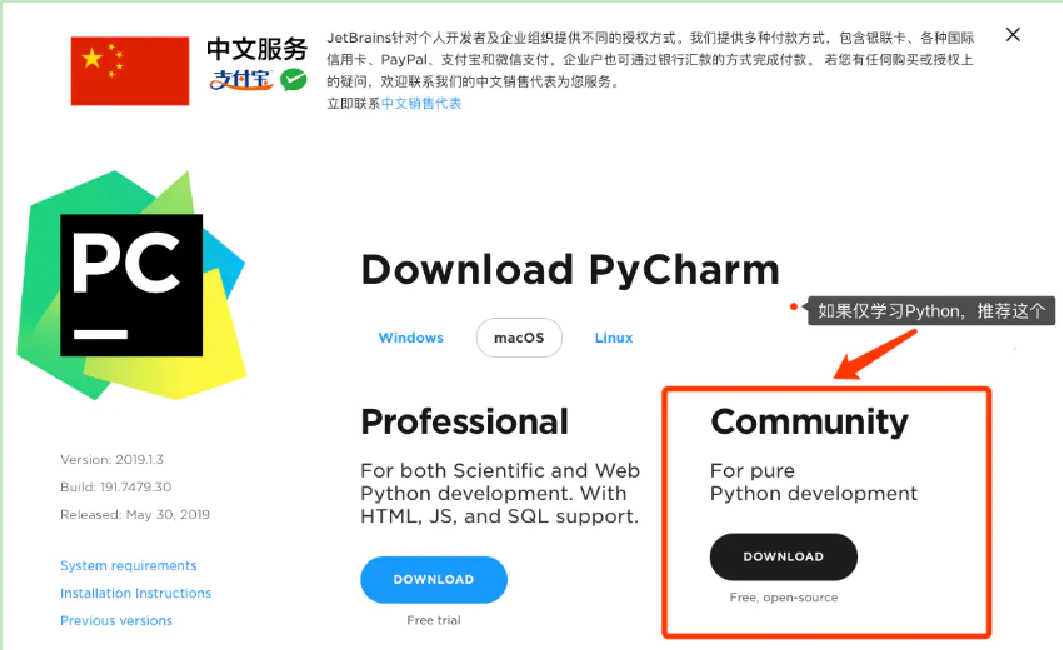 中文服务
支付宝
JetBrains针对个人开发者及企业组织提供不同的授权方式。我们提供多种付款方式，包含银联卡、各种国际
信用卡、PayPal、支付宝和微信支付。企业户也可通过银行汇款的方式完成付款。 若您有任何购买或授权上
的疑问，欢迎联系我们的中文销售代表为您服务。
立即联系中文销售代表
PC
Download PyCharm
如果仅学习Python，推荐这个
Windows
macOS
Linux
Professional
For both Scientific and Web
Python development. With
HTML, JS, and SQL support.
DOWNLOAD
Free trial
Community
For pure
Python development
DOWNLOAD
Free, open-source
Version: 2019.1.3
Build: 191.7479.30
Released: May 30, 2019
System requirements
Installation Instructions
Previous versions